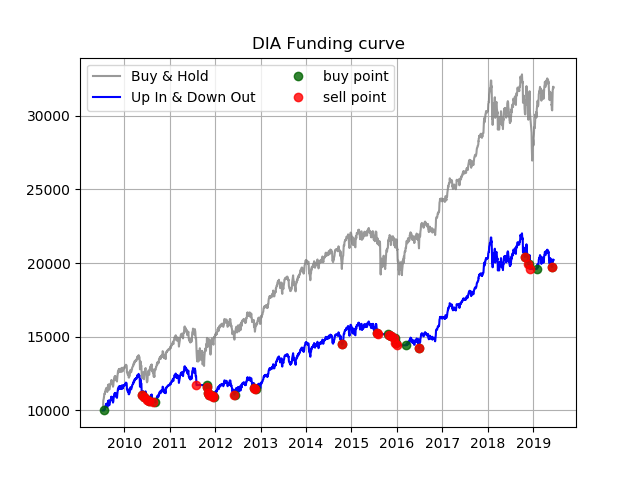 DIA Funding curve
Buy & Hold
Up In & Down Out
buy point
sell point
30000
25000
20000
15000
10000
2010 2011 2012 2013 2014 2015 2016 2017 2018 2019